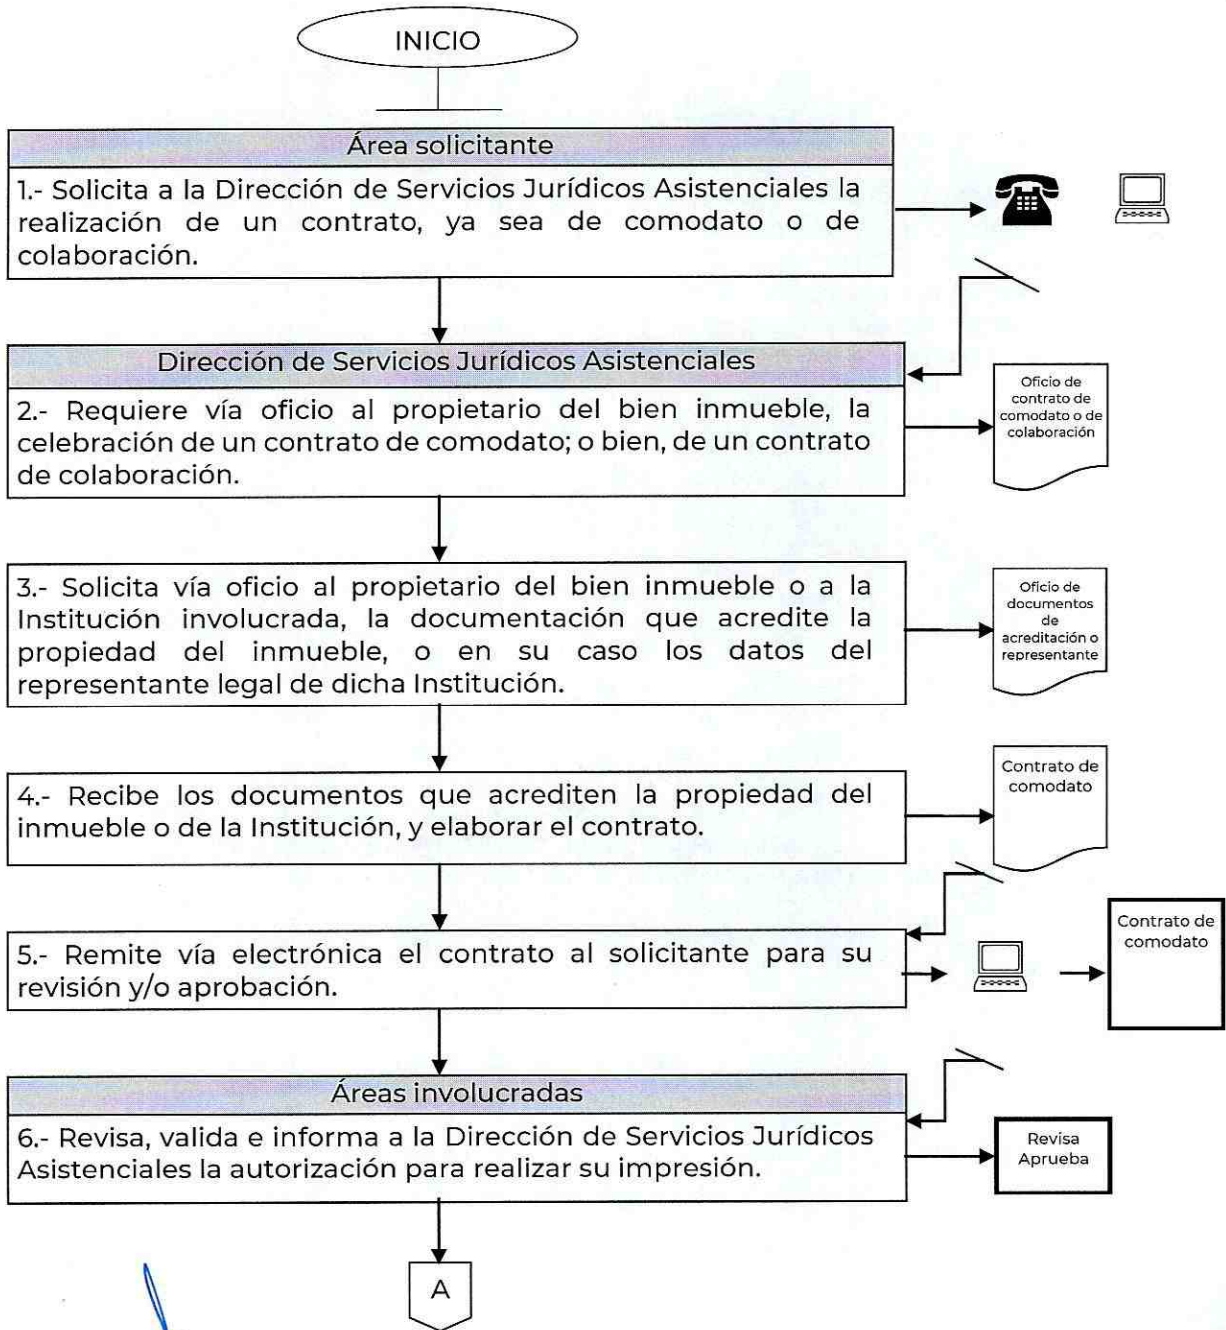 INICIO
Área solicitante
1.- Solicita a la Dirección de Servicios Jurídicos Asistenciales la
realización de un contrato, ya sea de comodato o de
colaboración.
Dirección de Servicios Jurídicos Asistenciales
2.- Requiere vía oficio al propietario del bien inmueble, la
celebración de un contrato de comodato; o bien, de un contrato
de colaboración.
Oficio de
contrato de
comodato o de
colaboración
3.- Solicita vía oficio al propietario del bien inmueble o a la
Institución involucrada, la documentación que acredite la
propiedad del inmueble, o en su caso los datos del
representante legal de dicha Institución.
Oficio de
documentos
de
acreditación o
representante
4.- Recibe los documentos que acrediten la propiedad del
inmueble o de la Institución, y elaborar el contrato.
Contrato de
comodato
5.- Remite vía electrónica el contrato al solicitante para su
revisión y/o aprobación.
Contrato de
comodato
Áreas involucradas
6.- Revisa, valida e informa a la Dirección de Servicios Jurídicos
Asistenciales la autorización para realizar su impresión.
Revisa
Aprueba
A